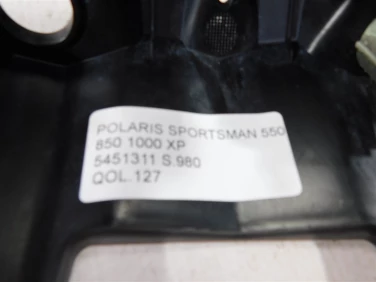 POLARIS SPORTSMAN 550
850 1000 XP
5451311 S.980
QOL.127